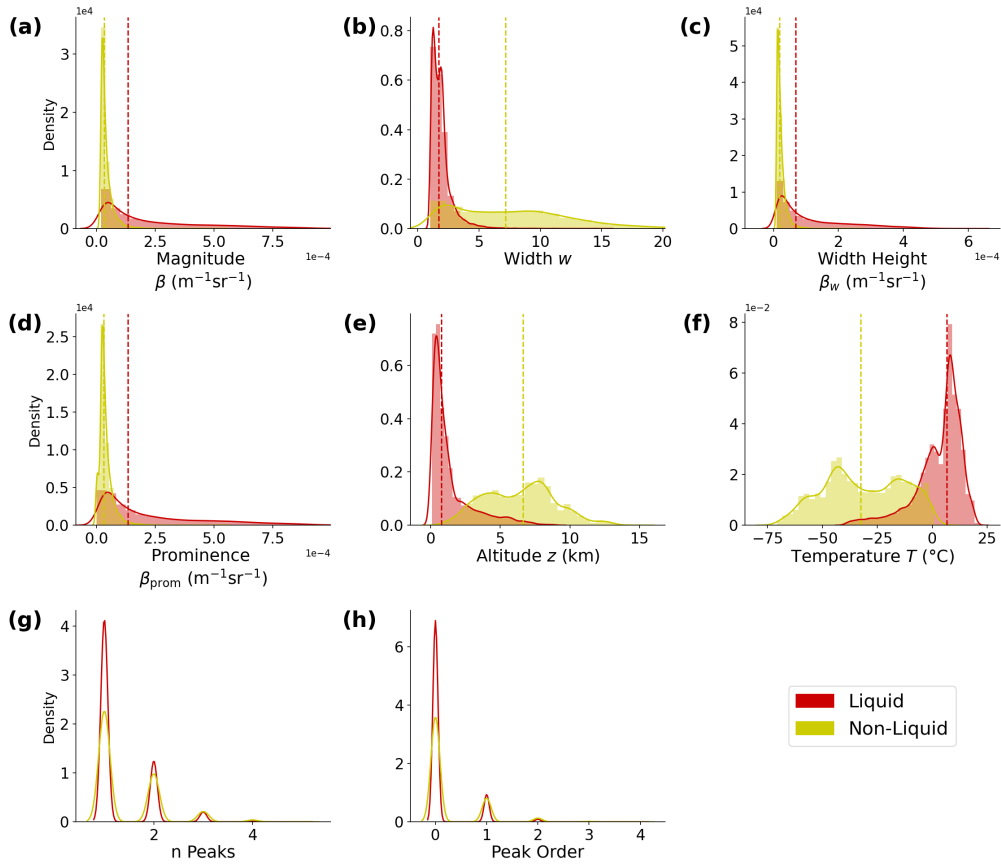 (a)
1e4
3
2
1
0
Density
0.0
2.5
5.0
7.5
1e−4
Magnitude
β (m⁻¹sr⁻¹)
(b)
0.8
0.6
0.4
0.2
0.0
0
5
10
15
20
Width w
(c)
1e4
5
4
3
2
1
0
0
2
4
6
1e−4
Width Height
β_w (m⁻¹sr⁻¹)
(d)
1e4
2.5
2.0
1.5
1.0
0.5
0.0
Density
0.0
2.5
5.0
7.5
1e−4
Prominence
β_prom (m⁻¹sr⁻¹)
(e)
0.6
0.4
0.2
0.0
0
5
10
15
Altitude z (km)
(f)
1e−2
8
6
4
2
0
−75
−50
−25
0
25
Temperature T (°C)
(g)
4
3
2
1
0
Density
2
4
n Peaks
(h)
6
4
2
0
0
1
2
3
4
Peak Order
Liquid
Non-Liquid